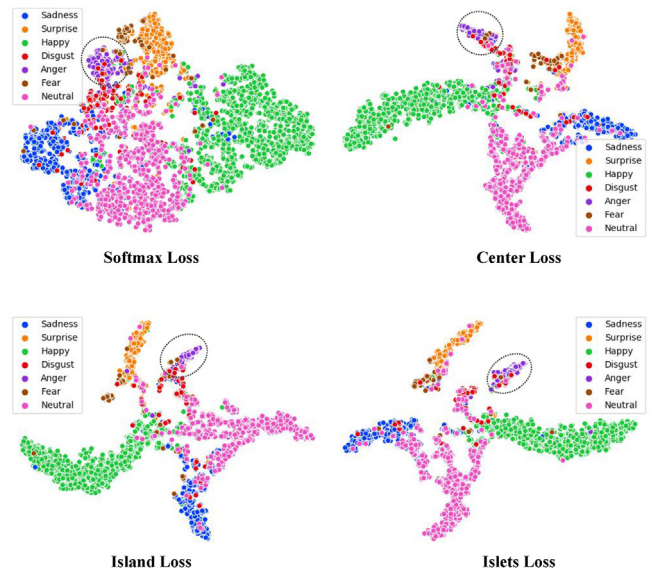 Sadness
Surprise
Happy
Disgust
Anger
Fear
Neutral
Sadness
Surprise
Happy
Disgust
Anger
Fear
Neutral
Softmax Loss
Center Loss
Sadness
Surprise
Happy
Disgust
Anger
Fear
Neutral
Sadness
Surprise
Happy
Disgust
Anger
Fear
Neutral
Island Loss
Islets Loss